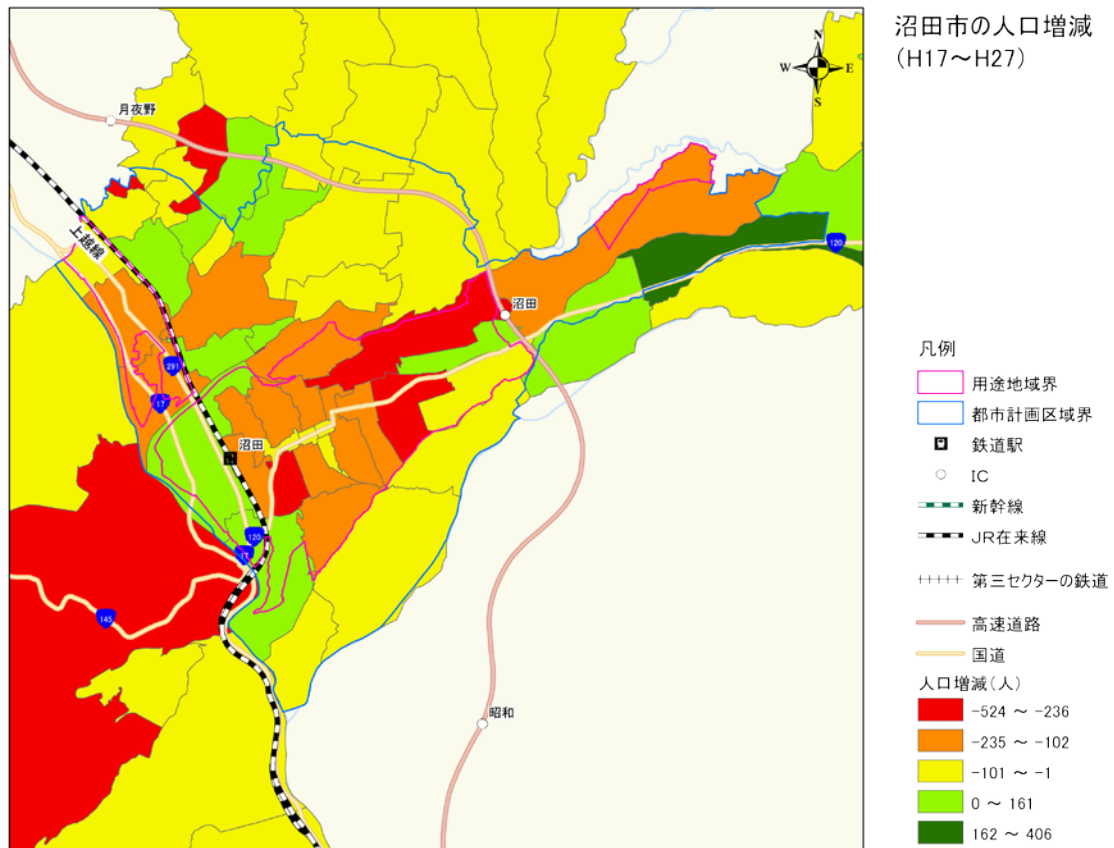 沼田市の人口増減
(H17～H27)
N
W
E
S
月夜野
上越線
120
沼田
291
17
沼田
120
17
145
昭和
凡例
用途地域界
都市計画区域界
鉄道駅
IC
新幹線
JR在来線
第三セクターの鉄道
高速道路
国道
人口増減(人)
-524 ～ -236
-235 ～ -102
-101 ～ -1
0 ～ 161
162 ～ 406